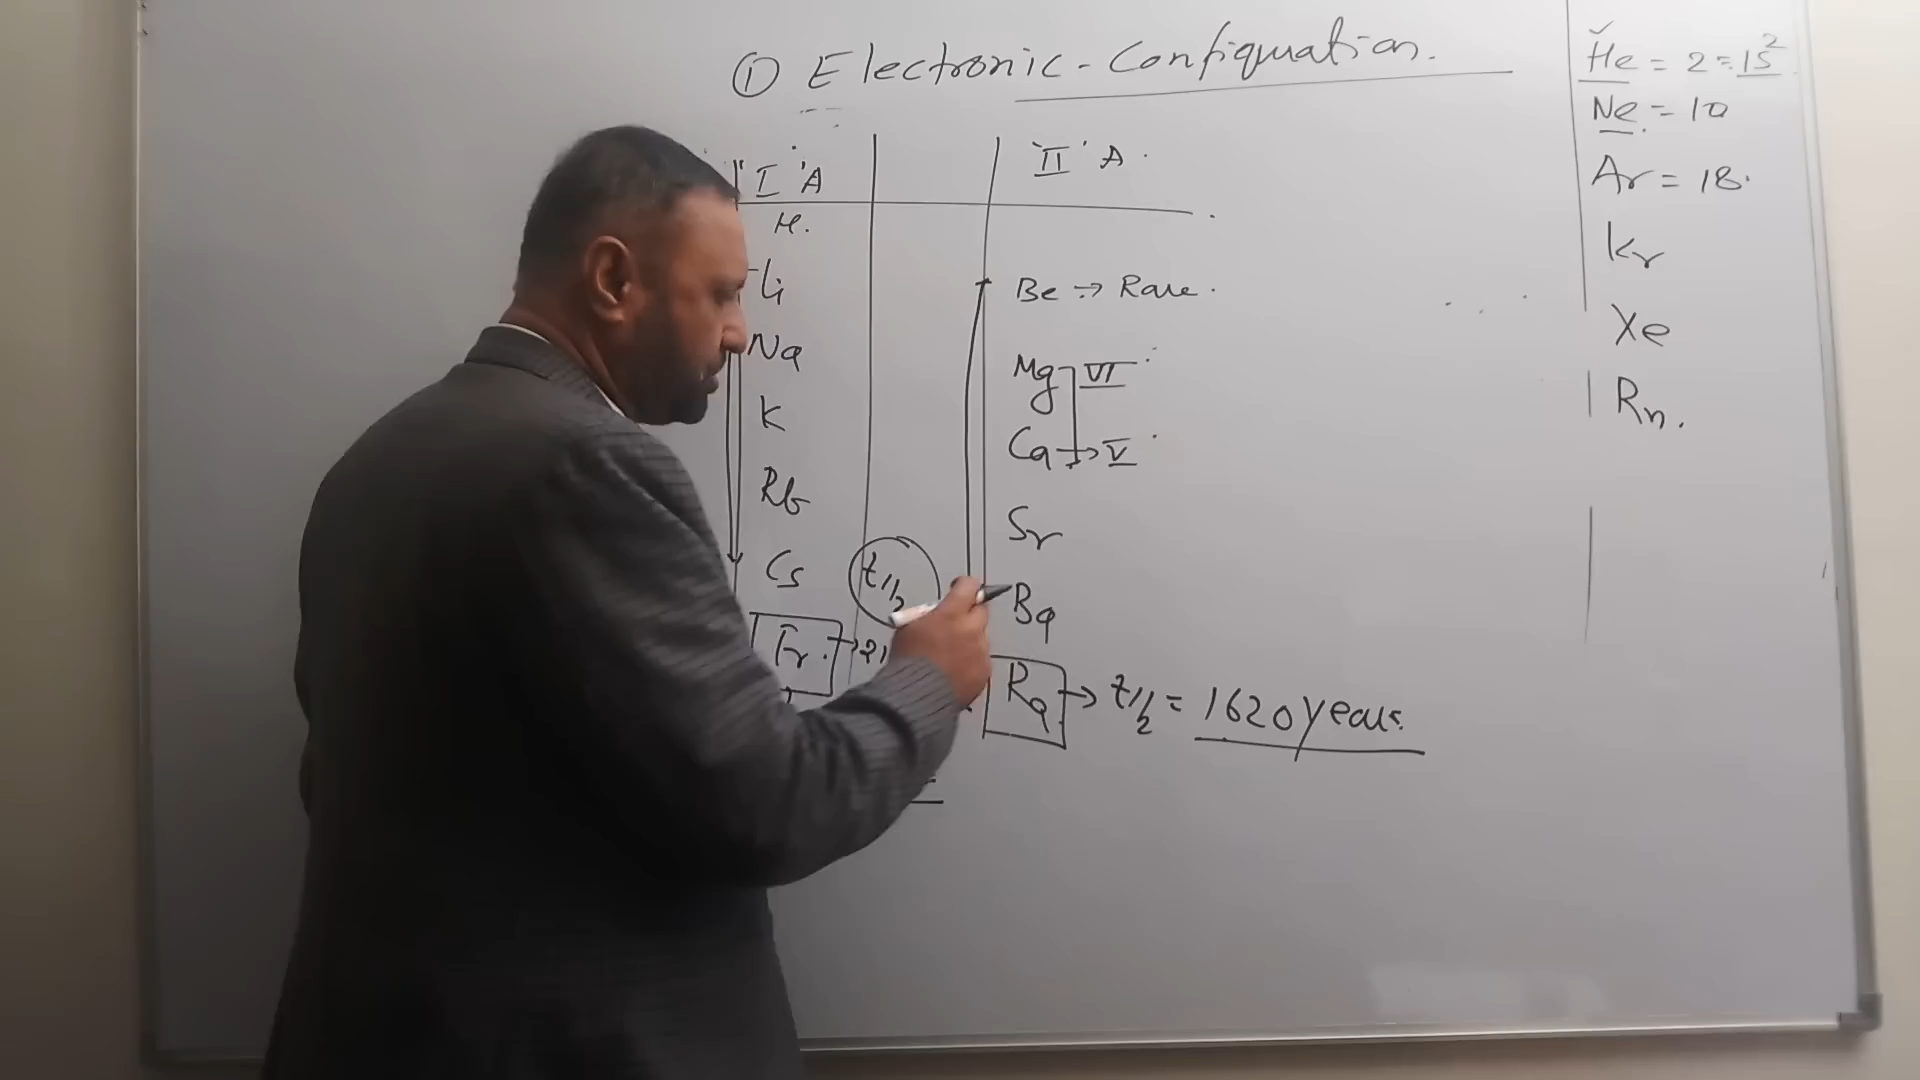 ① Electronic - Configuration.
"I 'A
'II' A.
H.
Li
Be → Rare.
Na
Mg VI
K
Ca → V
Rb
Sr
Cs
t1/2
Ba
Fr. → 21
Ra → t1/2 = 1620 years.
He = 2 = 1S²
Ne = 10
Ar = 18.
Kr
Xe
Rn.